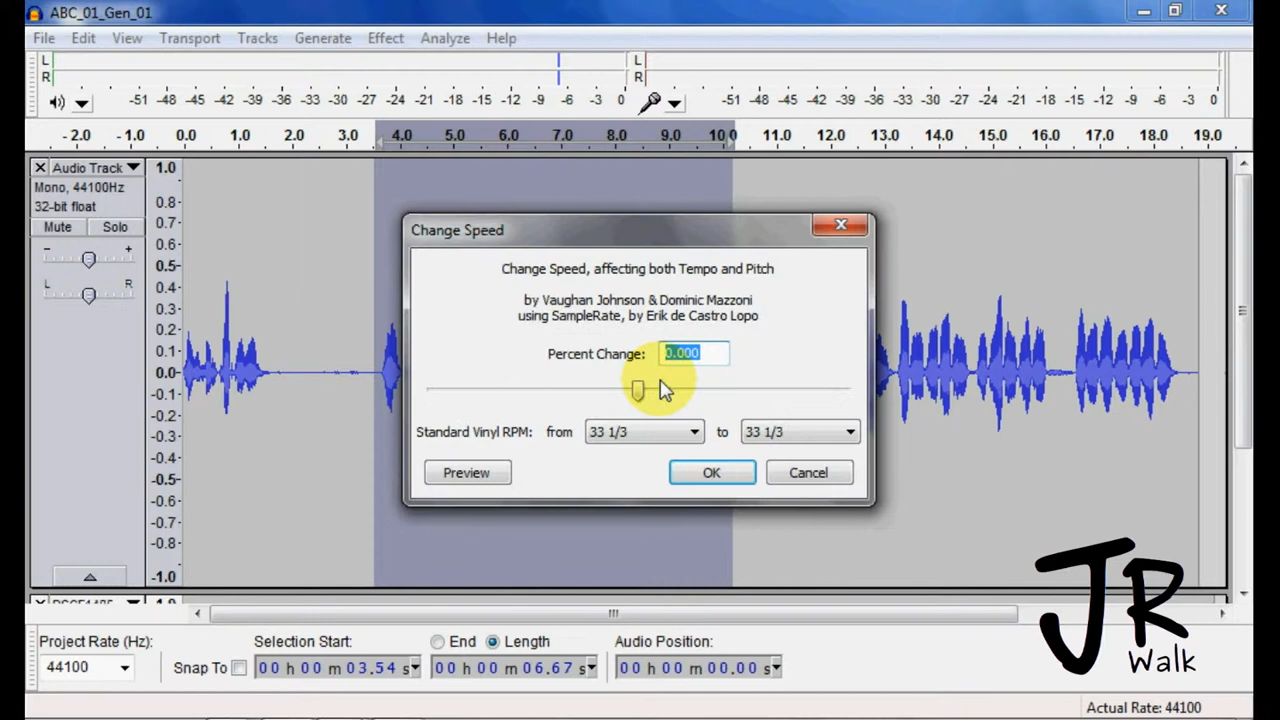 ABC_01_Gen_01
File Edit View Transport Tracks Generate Effect Analyze Help
L
R
-51 -48 -45 -42 -39 -36 -33 -30 -27 -24 -21 -18 -15 -12 -9 -6 -3 0
L
R
-51 -48 -45 -42 -39 -36 -33 -30 -27 -24 -21 -18 -15 -12 -9 -6 -3 0
-2.0 -1.0 0.0 1.0 2.0 3.0 4.0 5.0 6.0 7.0 8.0 9.0 10.0 11.0 12.0 13.0 14.0 15.0 16.0 17.0 18.0 19.0
Audio Track
Mono, 44100Hz
32-bit float
Mute Solo
- +
L R
1.0
0.8
0.7
0.6
0.5
0.4
0.3
0.2
0.1
0.0
-0.1
-0.2
-0.3
-0.4
-0.5
-0.6
-0.7
-0.8
-1.0
Change Speed
Change Speed, affecting both Tempo and Pitch
by Vaughan Johnson & Dominic Mazzoni
using SampleRate, by Erik de Castro Lopo
Percent Change: 0.000
Standard Vinyl RPM: from 33 1/3 to 33 1/3
Preview OK Cancel
Project Rate (Hz):
44100
Snap To
Selection Start:
00 h 00 m 03.54 s
End Length
00 h 00 m 06.67 s
Audio Position:
00 h 00 m 00.00 s
JR
Walk
Actual Rate: 44100